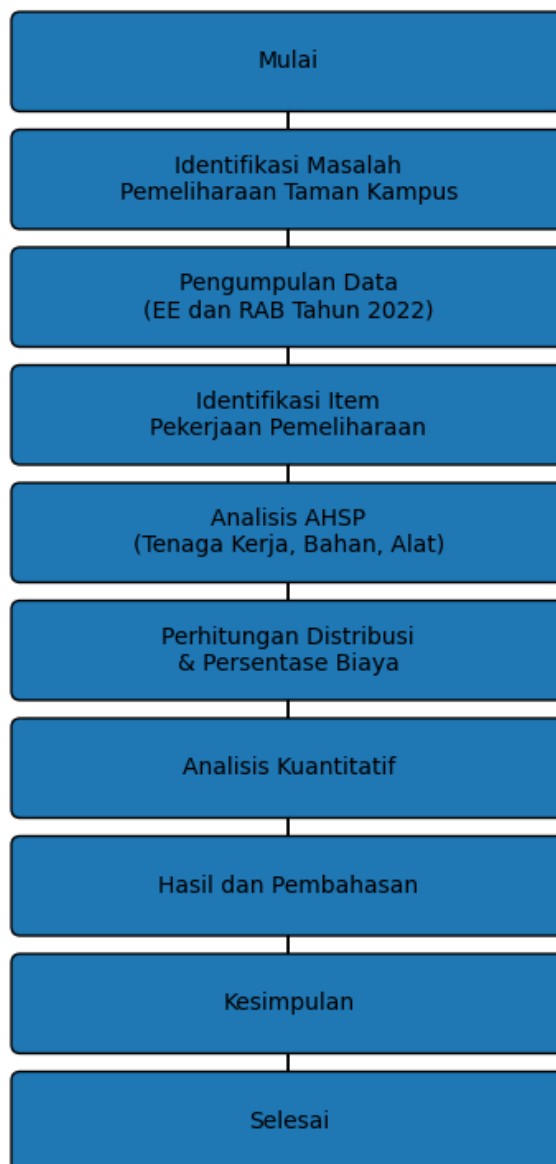 Mulai
Identifikasi Masalah
Pemeliharaan Taman Kampus
Pengumpulan Data
(EE dan RAB Tahun 2022)
Identifikasi Item
Pekerjaan Pemeliharaan
Analisis AHSP
(Tenaga Kerja, Bahan, Alat)
Perhitungan Distribusi
& Persentase Biaya
Analisis Kuantitatif
Hasil dan Pembahasan
Kesimpulan
Selesai